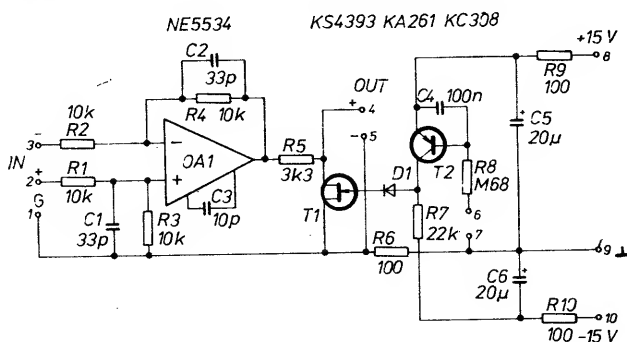 NE5534 KS4393 KA261 KC308
C2
33p
R4 10k
10k
3 − R2
IN
2 + R1
10k
G
1
C1
33p
R3
10k
−
+
OA1
C3
10p
R5
3k3
OUT
+ 4
− 5
T1
D1
R6
100
C4 100n
T2
R8
M68
6
7
R7
22k
+15 V
R9 8
100
C5
20µ
9 ⊥
C6
20µ
R10 10
100 −15 V
+
+